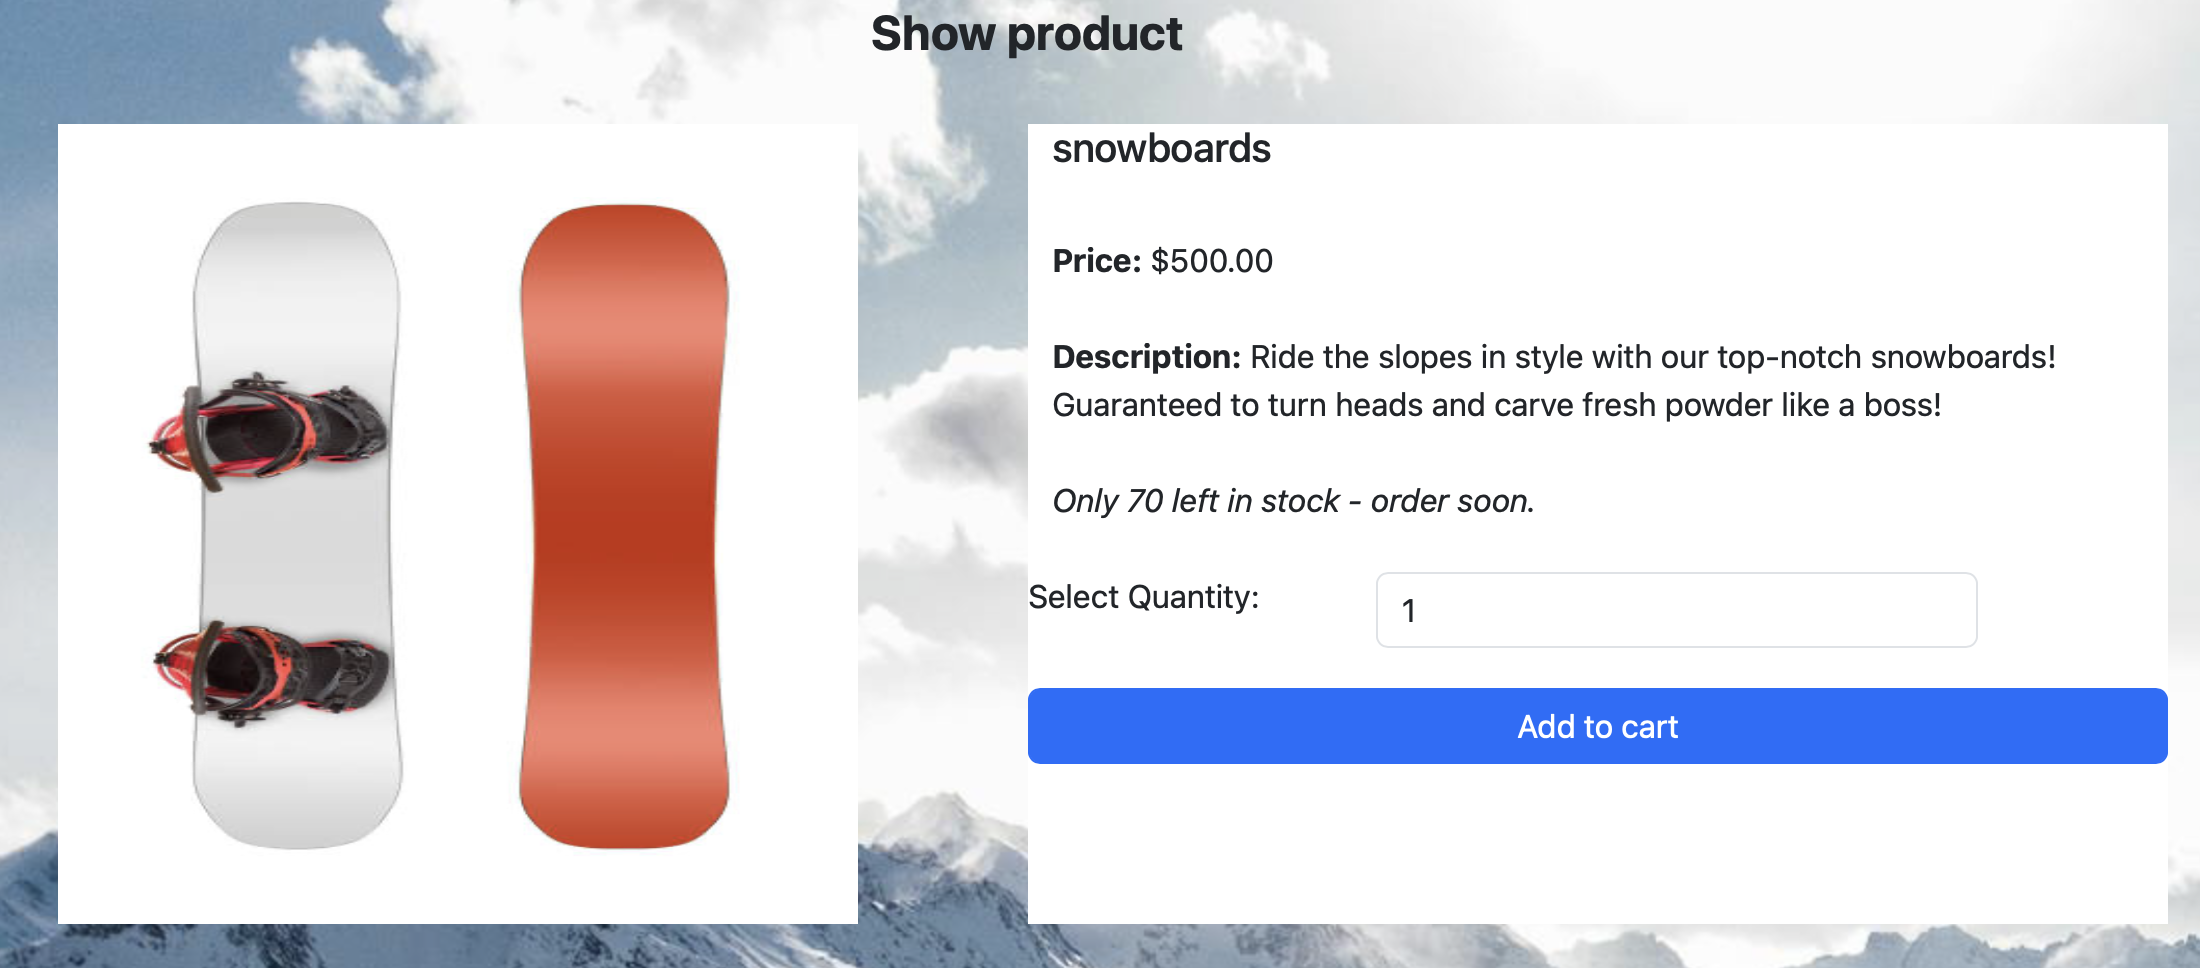 Show product
snowboards
Price: $500.00
Description: Ride the slopes in style with our top-notch snowboards!
Guaranteed to turn heads and carve fresh powder like a boss!
Only 70 left in stock - order soon.
Select Quantity: 1
Add to cart